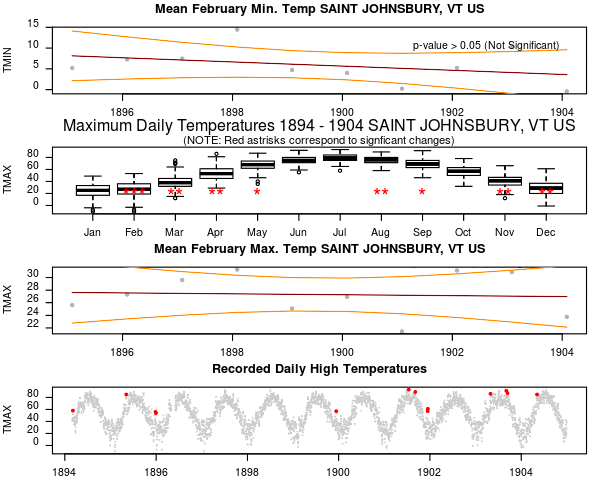 Mean February Min. Temp SAINT JOHNSBURY, VT US
p-value > 0.05 (Not Significant)
TMIN
15
10
5
0
1896 1898 1900 1902 1904
Maximum Daily Temperatures 1894 - 1904 SAINT JOHNSBURY, VT US
(NOTE: Red astrisks correspond to signficant changes)
TMAX
80
60
40
20
0
** ** ** ** * ** * ** **
Jan Feb Mar Apr May Jun Jul Aug Sep Oct Nov Dec
Mean February Max. Temp SAINT JOHNSBURY, VT US
TMAX
30
28
26
24
22
1896 1898 1900 1902 1904
Recorded Daily High Temperatures
TMAX
80
60
40
20
0
1894 1896 1898 1900 1902 1904